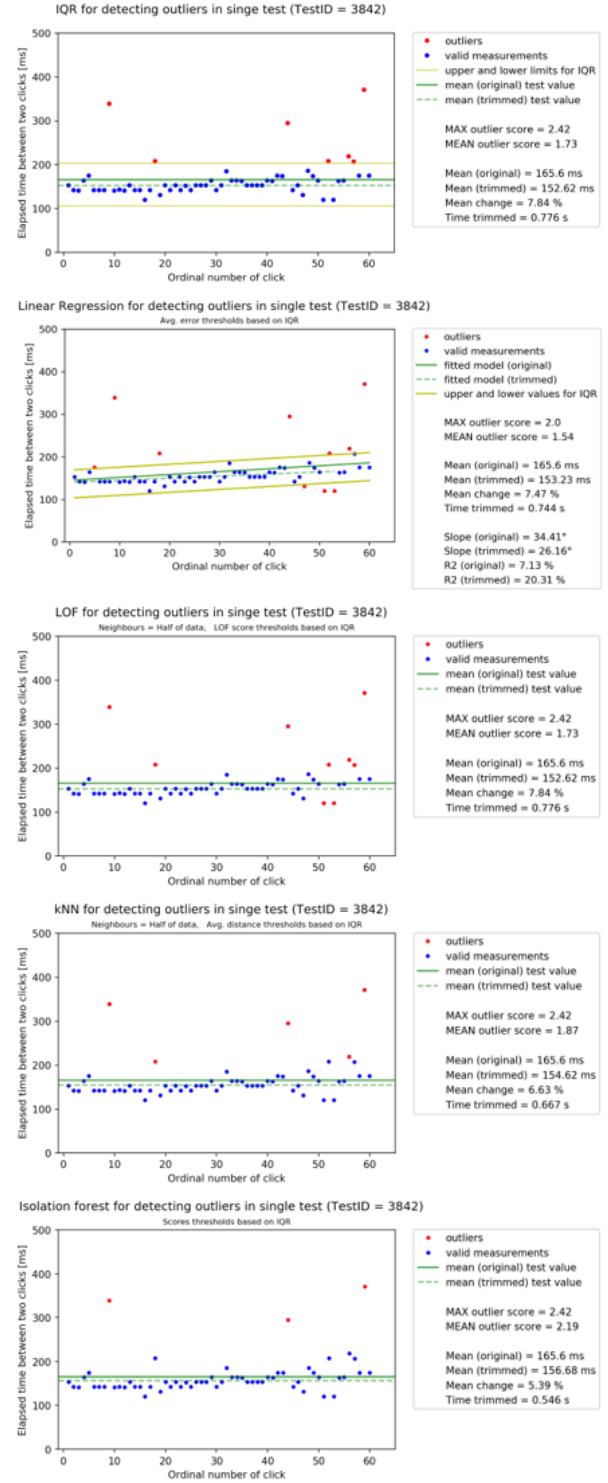 IQR for detecting outliers in singe test (TestID = 3842)
500
400
300
200
100
0
Elapsed time between two clicks [ms]
0 10 20 30 40 50 60
Ordinal number of click
outliers
valid measurements
upper and lower limits for IQR
mean (original) test value
mean (trimmed) test value
MAX outlier score = 2.42
MEAN outlier score = 1.73
Mean (original) = 165.6 ms
Mean (trimmed) = 152.62 ms
Mean change = 7.84 %
Time trimmed = 0.776 s
Linear Regression for detecting outliers in single test (TestID = 3842)
Avg. error thresholds based on IQR
500
400
300
200
100
0
Elapsed time between two clicks [ms]
0 10 20 30 40 50 60
Ordinal number of click
outliers
valid measurements
fitted model (original)
fitted model (trimmed)
upper and lower values for IQR
MAX outlier score = 2.0
MEAN outlier score = 1.54
Mean (original) = 165.6 ms
Mean (trimmed) = 153.23 ms
Mean change = 7.47 %
Time trimmed = 0.744 s
Slope (original) = 34.41°
Slope (trimmed) = 26.16°
R2 (original) = 7.13 %
R2 (trimmed) = 20.31 %
LOF for detecting outliers in singe test (TestID = 3842)
Neighbours = Half of data, LOF score thresholds based on IQR
500
400
300
200
100
0
Elapsed time between two clicks [ms]
0 10 20 30 40 50 60
Ordinal number of click
outliers
valid measurements
mean (original) test value
mean (trimmed) test value
MAX outlier score = 2.42
MEAN outlier score = 1.73
Mean (original) = 165.6 ms
Mean (trimmed) = 152.62 ms
Mean change = 7.84 %
Time trimmed = 0.776 s
kNN for detecting outliers in singe test (TestID = 3842)
Neighbours = Half of data, Avg. distance thresholds based on IQR
500
400
300
200
100
0
Elapsed time between two clicks [ms]
0 10 20 30 40 50 60
Ordinal number of click
outliers
valid measurements
mean (original) test value
mean (trimmed) test value
MAX outlier score = 2.42
MEAN outlier score = 1.87
Mean (original) = 165.6 ms
Mean (trimmed) = 154.62 ms
Mean change = 6.63 %
Time trimmed = 0.667 s
Isolation forest for detecting outliers in single test (TestID = 3842)
Scores thresholds based on IQR
500
400
300
200
100
0
Elapsed time between two clicks [ms]
0 10 20 30 40 50 60
Ordinal number of click
outliers
valid measurements
mean (original) test value
mean (trimmed) test value
MAX outlier score = 2.42
MEAN outlier score = 2.19
Mean (original) = 165.6 ms
Mean (trimmed) = 156.68 ms
Mean change = 5.39 %
Time trimmed = 0.546 s